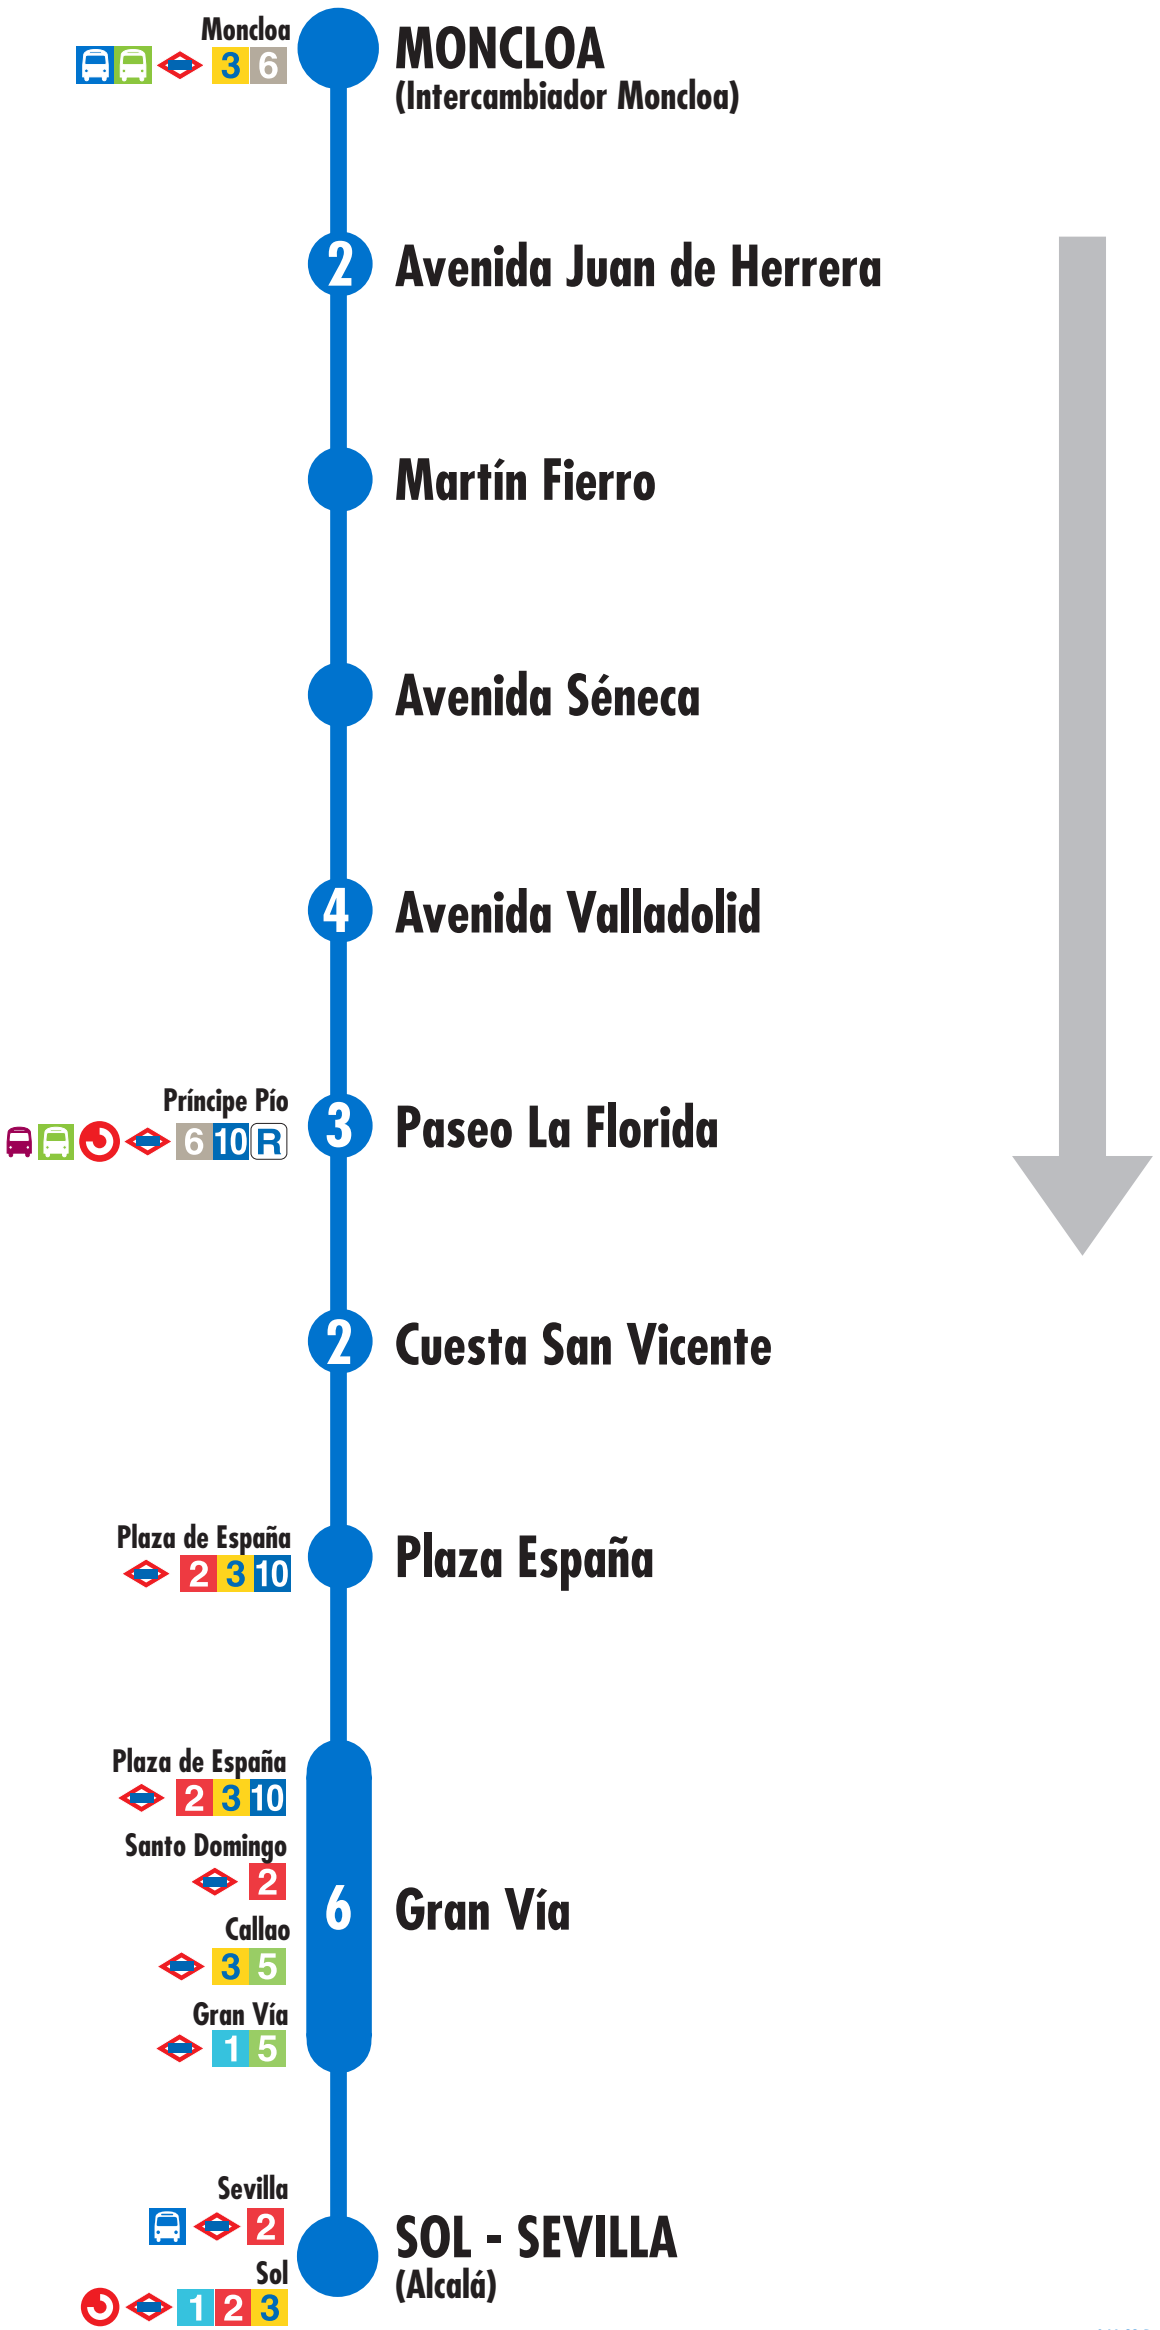 Moncloa
3 6
MONCLOA
(Intercambiador Moncloa)
2 Avenida Juan de Herrera
Martín Fierro
Avenida Séneca
4 Avenida Valladolid
Príncipe Pío
6 10 R
3 Paseo La Florida
2 Cuesta San Vicente
Plaza de España
2 3 10
Plaza España
Plaza de España
2 3 10
Santo Domingo
2
Callao
3 5
Gran Vía
1 5
6 Gran Vía
Sevilla
2
Sol
1 2 3
SOL - SEVILLA
(Alcalá)